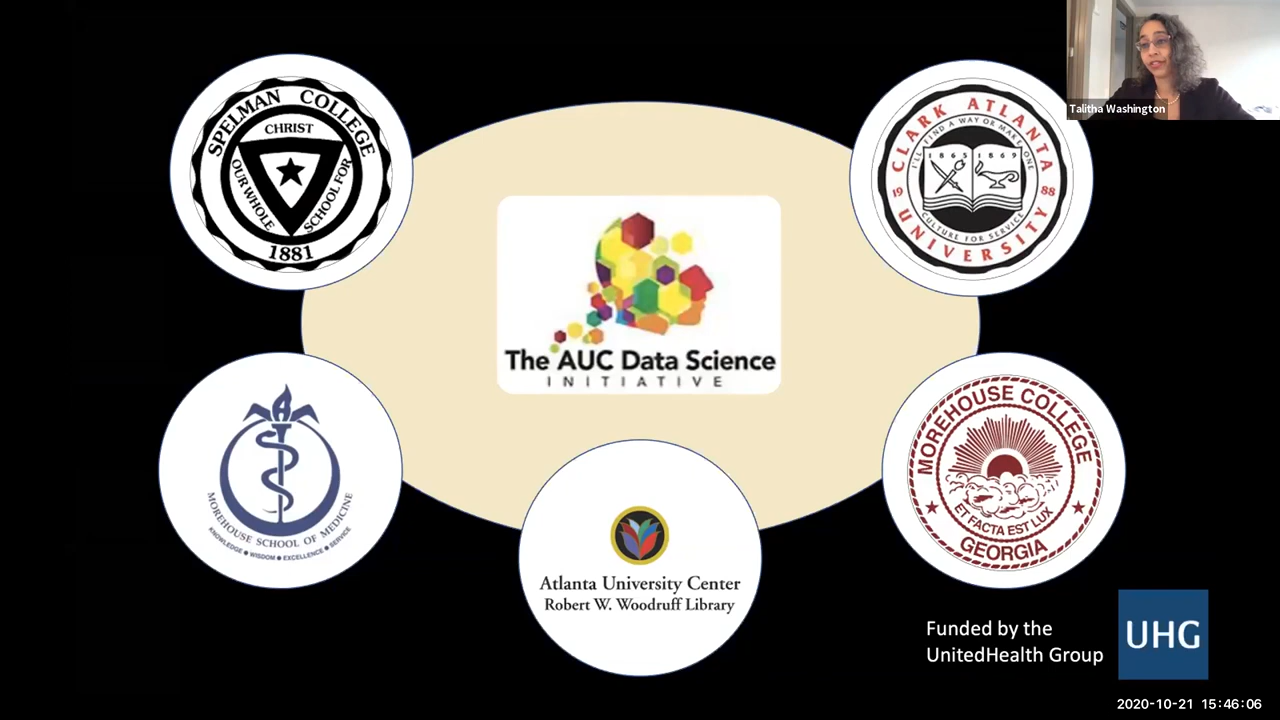 SPELMAN COLLEGE
CHRIST
OUR WHOLE
SCHOOL FOR
1881
CLARK ATLANTA
I'LL FIND A WAY OR MAKE ONE
1865 1869
19 88
CULTURE FOR SERVICE
UNIVERSITY
Talitha Washington
The AUC Data Science
INITIATIVE
MOREHOUSE SCHOOL OF MEDICINE
KNOWLEDGE ● WISDOM ● EXCELLENCE ● SERVICE
MOREHOUSE COLLEGE
ET FACTA EST LUX
GEORGIA
Atlanta University Center
Robert W. Woodruff Library
Funded by the
UnitedHealth Group
UHG
2020-10-21 15:46:06